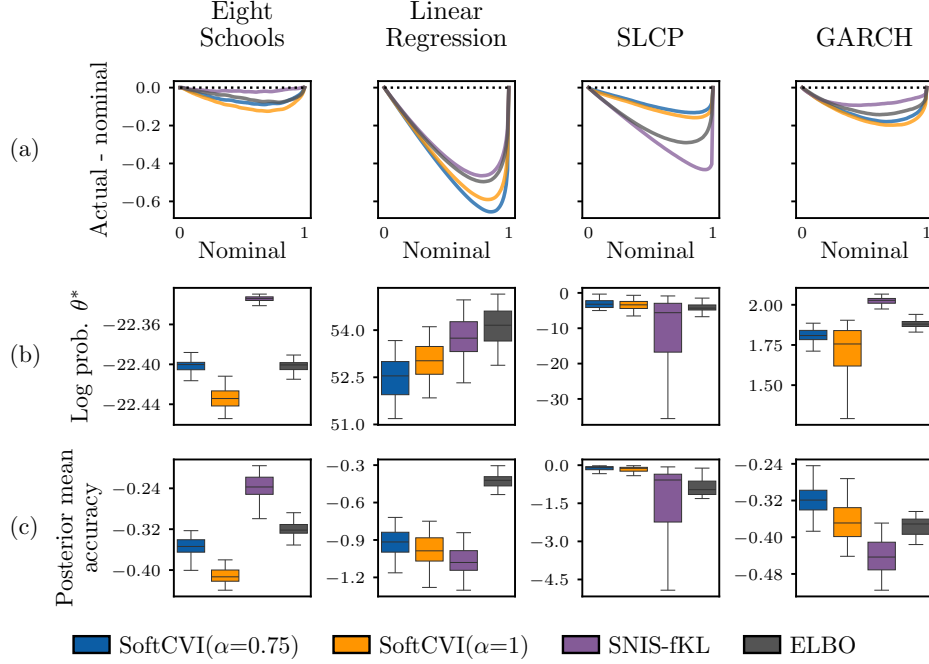 Eight Schools
Linear Regression
SLCP
GARCH
(a)
Actual - nominal
0.0
−0.2
−0.4
−0.6
0 1
Nominal
0 1
Nominal
0 1
Nominal
0 1
Nominal
(b)
Log prob. θ*
−22.36
−22.40
−22.44
54.0
52.5
51.0
0
−10
−20
−30
2.00
1.75
1.50
(c)
Posterior mean accuracy
−0.24
−0.32
−0.40
−0.3
−0.6
−0.9
−1.2
0.0
−1.5
−3.0
−4.5
−0.24
−0.32
−0.40
−0.48
SoftCVI(α=0.75) SoftCVI(α=1) SNIS-fKL ELBO